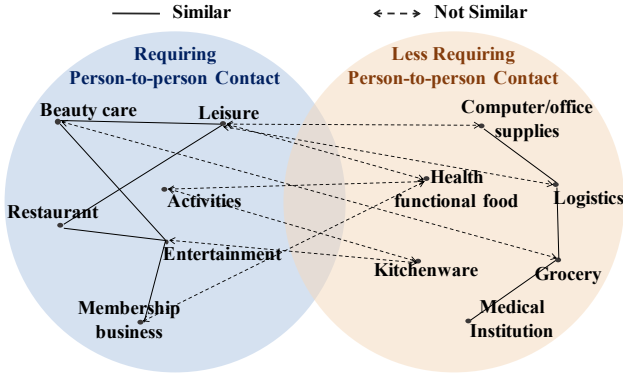 Similar
Not Similar
Requiring
Person-to-person Contact
Less Requiring
Person-to-person Contact
Beauty care
Leisure
Computer/office
supplies
Activities
Health
functional food
Logistics
Restaurant
Entertainment
Kitchenware
Grocery
Membership
business
Medical
Institution